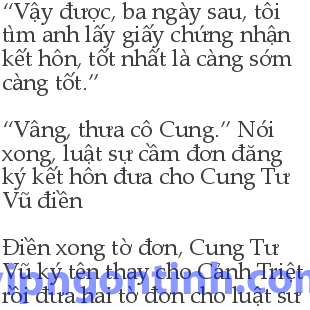 “Vậy được, ba ngày sau, tôi
tìm anh lấy giấy chứng nhận
kết hôn, tốt nhất là càng sớm
càng tốt.”
“Vâng, thưa cô Cung.” Nói
xong, luật sư cầm đơn đăng
ký kết hôn đưa cho Cung Tư
Vũ điền
Điền xong tờ đơn, Cung Tư
Vũ ký tên thay cho Cảnh Triệt
rồi đưa hai tờ đơn cho luật sư